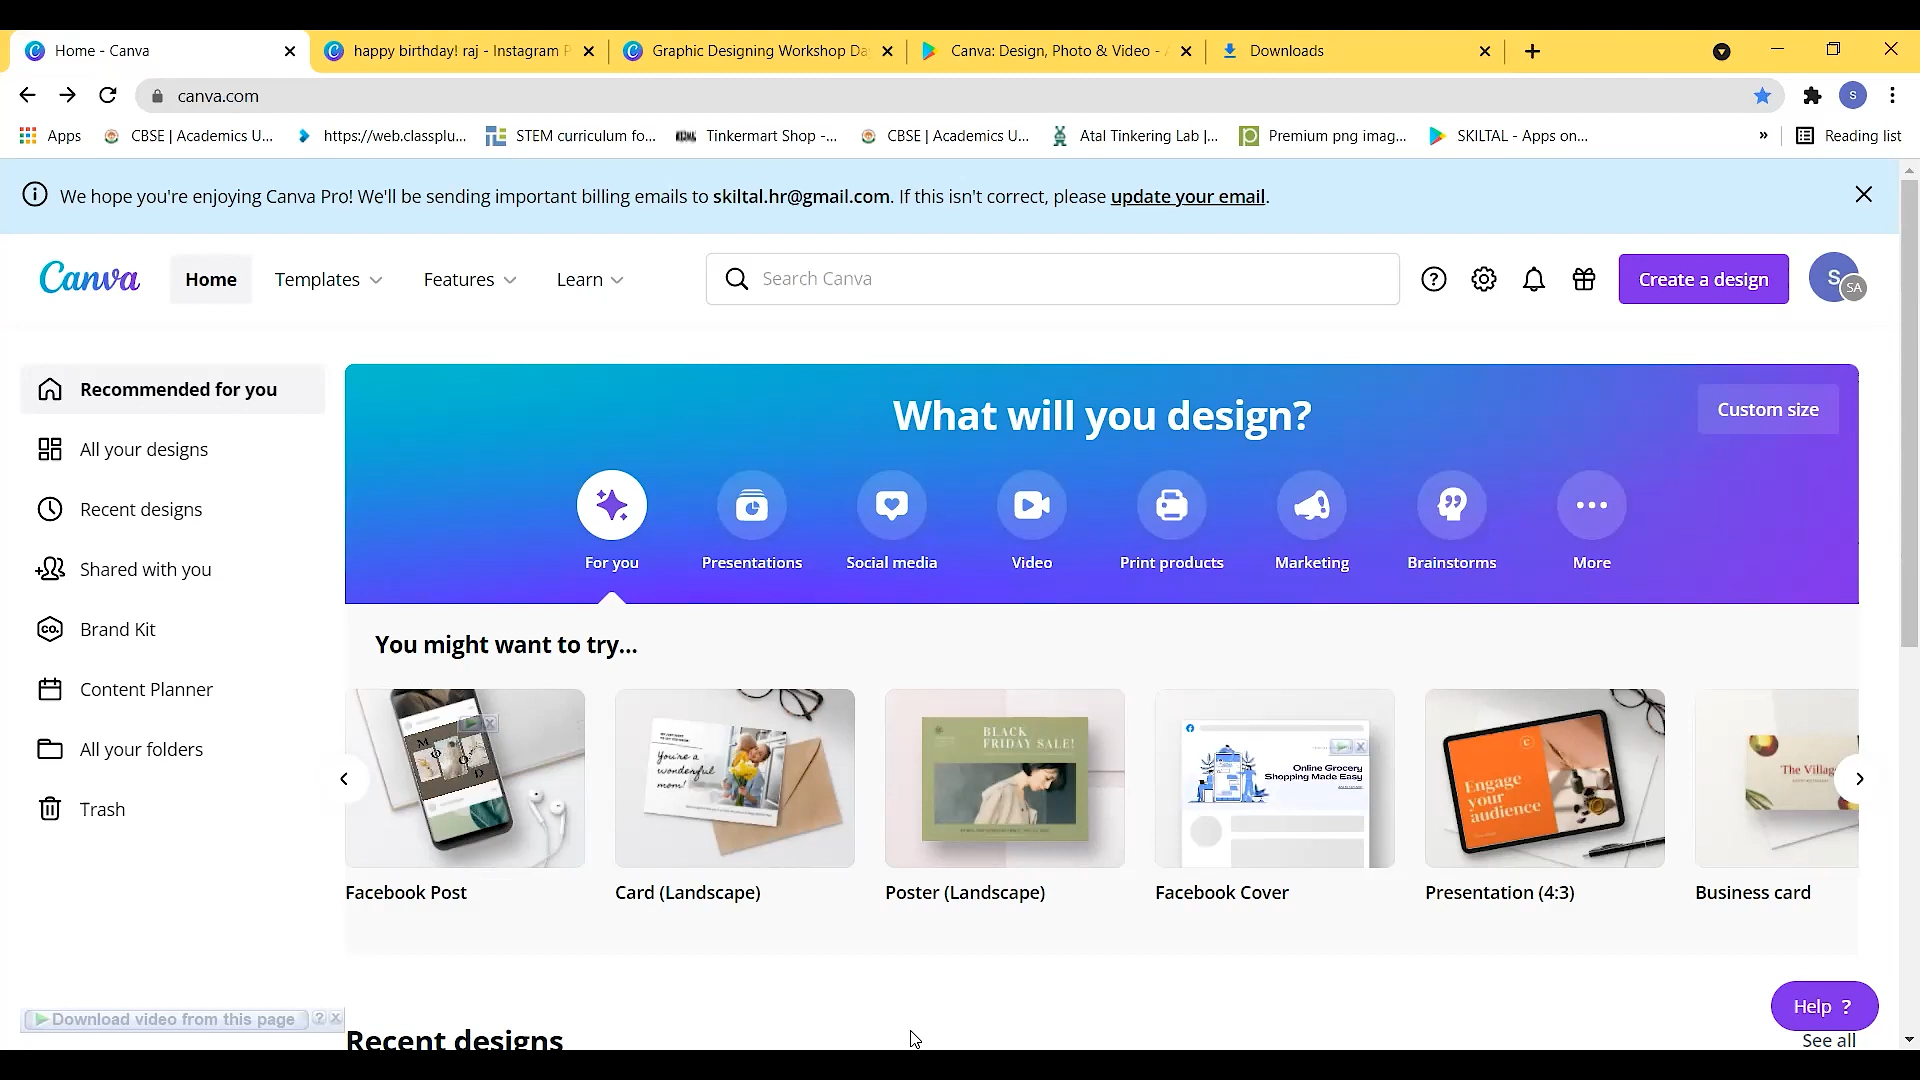 Home - Canva
happy birthday! raj - Instagram P
Graphic Designing Workshop Da
Canva: Design, Photo & Video - A
Downloads
canva.com
S
Apps
CBSE | Academics U...
https://web.classplu...
STEM curriculum fo...
Tinkermart Shop -...
CBSE | Academics U...
Atal Tinkering Lab |...
Premium png imag...
SKILTAL - Apps on...
»
Reading list
We hope you're enjoying Canva Pro! We'll be sending important billing emails to skiltal.hr@gmail.com. If this isn't correct, please update your email.
Canva
Home
Templates
Features
Learn
Search Canva
Create a design
S
SA
Recommended for you
All your designs
Recent designs
Shared with you
CO.
Brand Kit
Content Planner
All your folders
Trash
What will you design?
Custom size
For you
Presentations
Social media
Video
Print products
Marketing
Brainstorms
More
You might want to try...
MOOD
You're a
wonderful
mom!
BLACK
FRIDAY SALE!
Online Grocery
Shopping Made Easy
Engage
your
audience
The Villag
Facebook Post
Card (Landscape)
Poster (Landscape)
Facebook Cover
Presentation (4:3)
Business card
Download video from this page
Help ?
Recent designs
See all